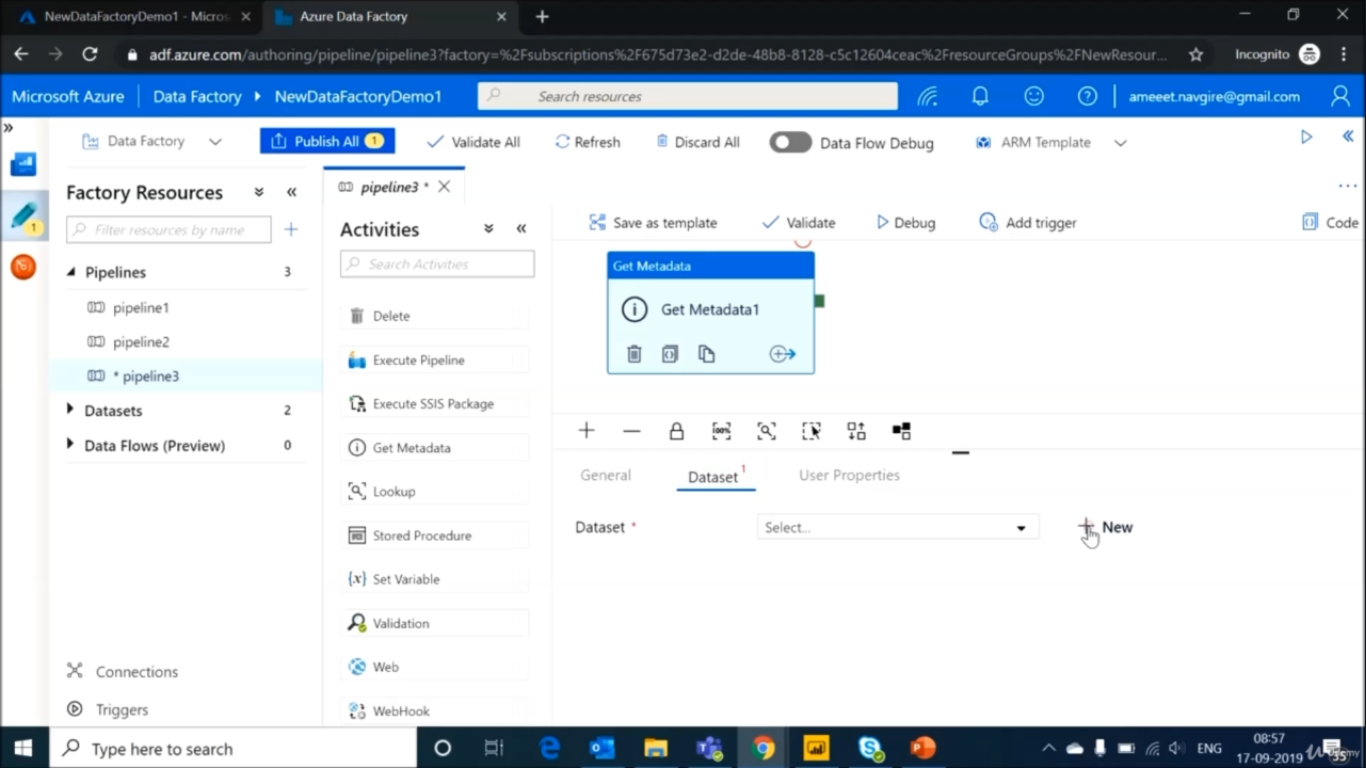 NewDataFactoryDemo1 - Micros
Azure Data Factory
adf.azure.com/authoring/pipeline/pipeline3?factory=%2Fsubscriptions%2F675d73e2-d2de-48b8-8128-c5c12604ceac%2FresourceGroups%2FNewResour...
Incognito
Microsoft Azure
Data Factory
NewDataFactoryDemo1
Search resources
ameeet.navgire@gmail.com
Data Factory
Publish All 1
Validate All
Refresh
Discard All
Data Flow Debug
ARM Template
Factory Resources
pipeline3 *
Filter resources by name
1
Activities
Search Activities
Save as template
Validate
Debug
Add trigger
Code
Pipelines 3
pipeline1
pipeline2
* pipeline3
Datasets 2
Data Flows (Preview) 0
Connections
Triggers
Delete
Execute Pipeline
Execute SSIS Package
Get Metadata
Lookup
Stored Procedure
{x} Set Variable
Validation
Web
WebHook
Get Metadata
Get Metadata1
100%
General
Dataset 1
User Properties
Dataset *
Select...
New
Type here to search
ENG
08:57
17-09-2019